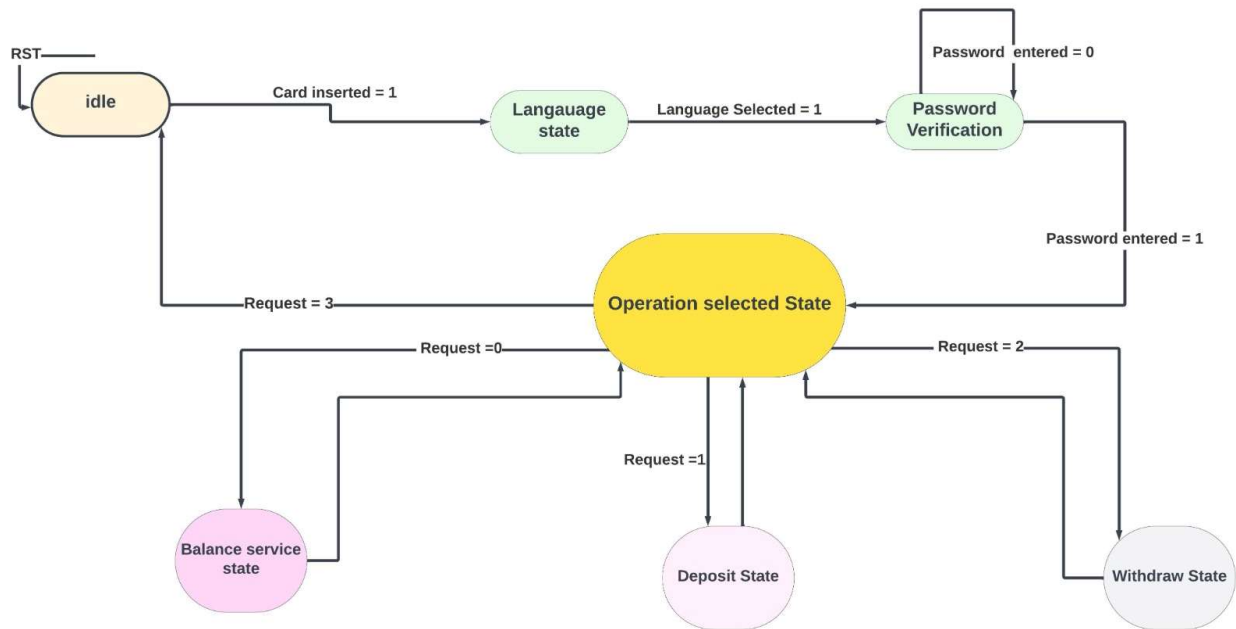 RST
idle
Card inserted = 1
Langauage
state
Language Selected = 1
Password entered = 0
Password
Verification
Password entered = 1
Operation selected State
Request = 3
Request =0
Request = 2
Request =1
Balance service
state
Deposit State
Withdraw State